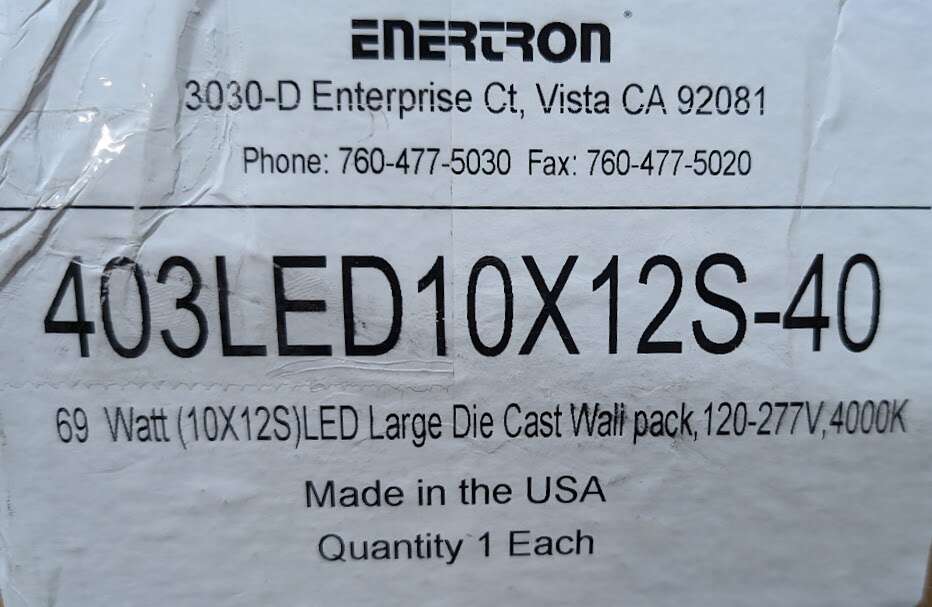 ENERTRON
3030-D Enterprise Ct, Vista CA 92081
Phone: 760-477-5030 Fax: 760-477-5020
403LED10X12S-40
69 Watt (10X12S)LED Large Die Cast Wall pack, 120-277V, 4000K
Made in the USA
Quantity 1 Each